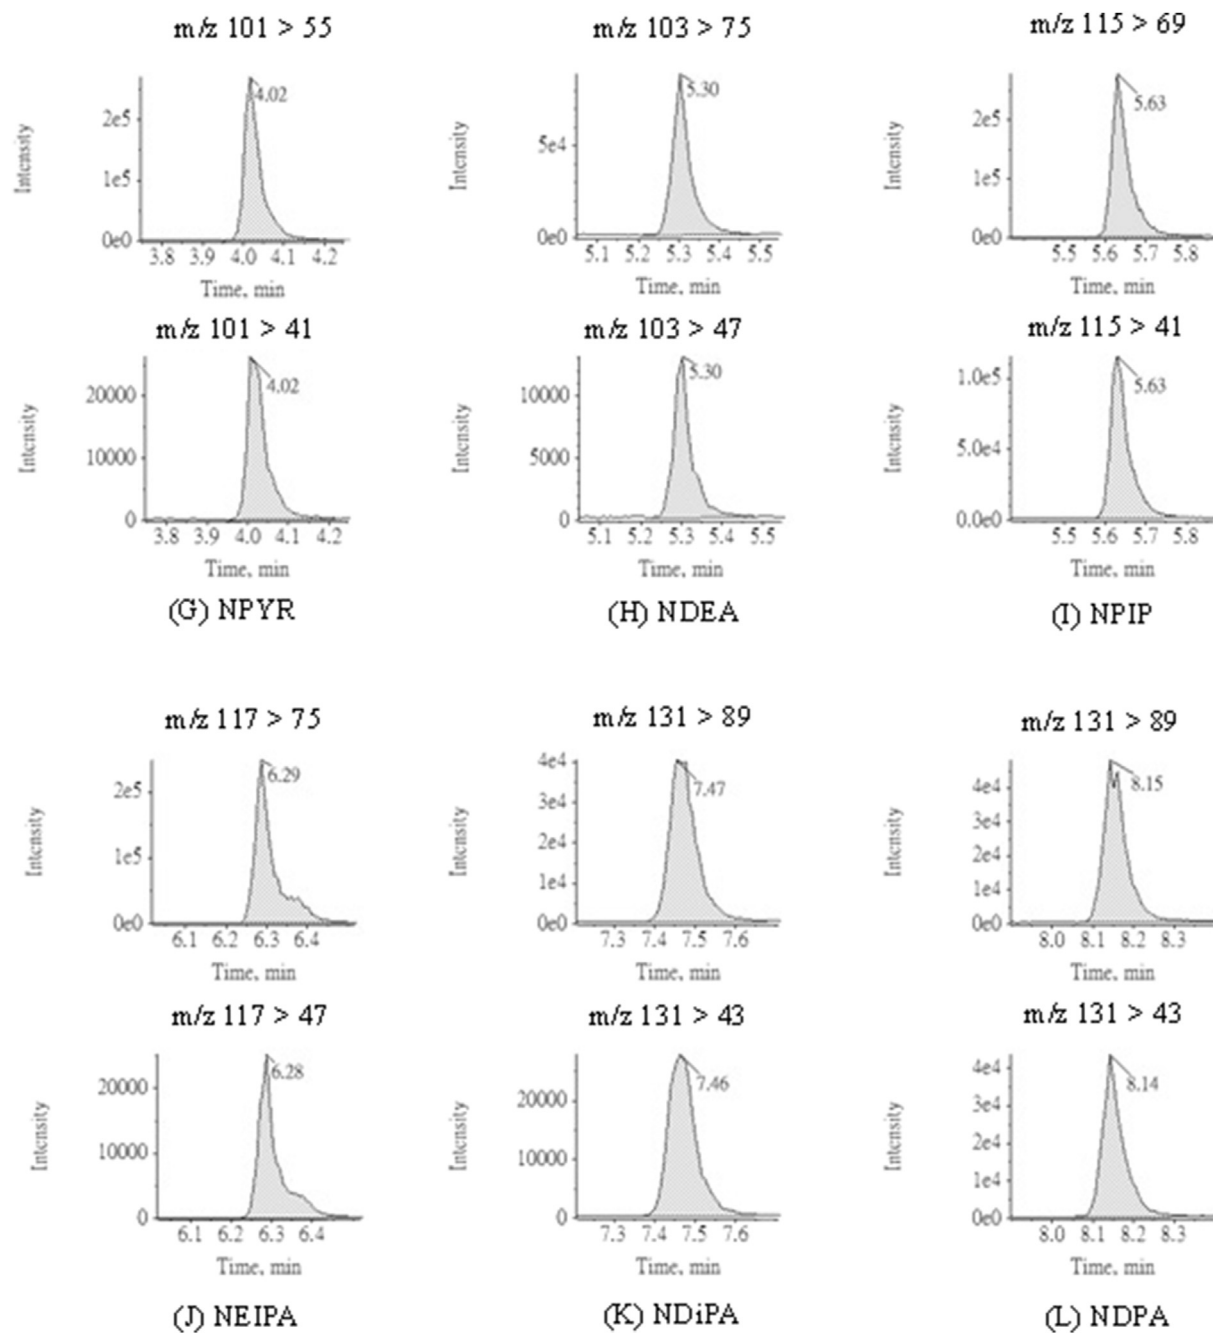 m/z 101 > 55 m/z 103 > 75 m/z 115 > 69
Intensity 2e5 1e5 0e0 4.02 3.8 3.9 4.0 4.1 4.2 Time, min
Intensity 5e4 0e0 5.30 5.1 5.2 5.3 5.4 5.5 Time, min
Intensity 2e5 1e5 0e0 5.63 5.5 5.6 5.7 5.8 Time, min
m/z 101 > 41 m/z 103 > 47 m/z 115 > 41
Intensity 20000 10000 0 4.02 3.8 3.9 4.0 4.1 4.2 Time, min
Intensity 10000 5000 0 5.30 5.1 5.2 5.3 5.4 5.5 Time, min
Intensity 1.0e5 5.0e4 0.0e0 5.63 5.5 5.6 5.7 5.8 Time, min
(G) NPYR (H) NDEA (I) NPIP
m/z 117 > 75 m/z 131 > 89 m/z 131 > 89
Intensity 2e5 1e5 0e0 6.29 6.1 6.2 6.3 6.4 Time, min
Intensity 4e4 3e4 2e4 1e4 0e0 7.47 7.3 7.4 7.5 7.6 Time, min
Intensity 4e4 3e4 2e4 1e4 0e0 8.15 8.0 8.1 8.2 8.3 Time, min
m/z 117 > 47 m/z 131 > 43 m/z 131 > 43
Intensity 20000 10000 0 6.28 6.1 6.2 6.3 6.4 Time, min
Intensity 20000 10000 0 7.46 7.3 7.4 7.5 7.6 Time, min
Intensity 4e4 3e4 2e4 1e4 0e0 8.14 8.0 8.1 8.2 8.3 Time, min
(J) NEIPA (K) NDiPA (L) NDPA